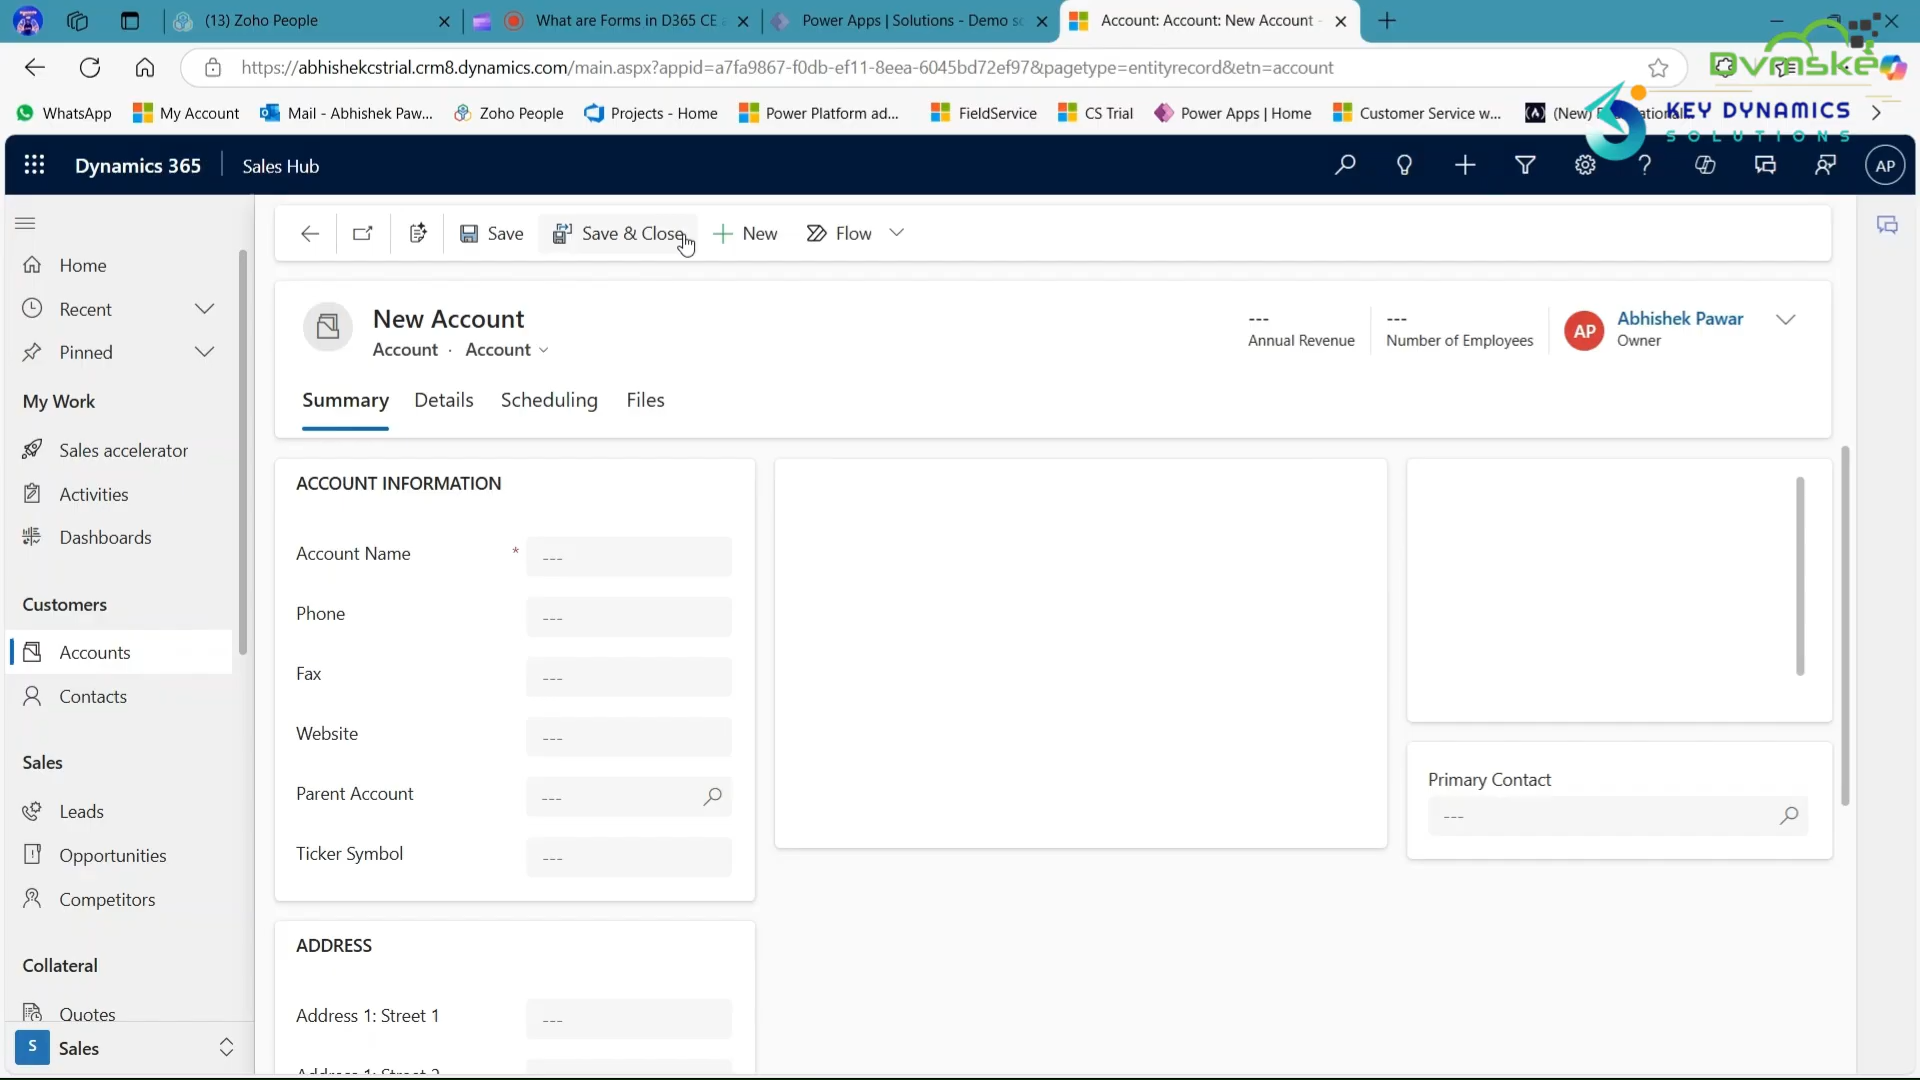 (13) Zoho People
What are Forms in D365 CE
Power Apps | Solutions - Demo s
Account: Account: New Account -
https://abhishekcstrial.crm8.dynamics.com/main.aspx?appid=a7fa9867-f0db-ef11-8eea-6045bd72ef97&pagetype=entityrecord&etn=account
WhatsApp
My Account
Mail - Abhishek Paw...
Zoho People
Projects - Home
Power Platform ad...
FieldService
CS Trial
Power Apps | Home
Customer Service w...
(New)
KEY DYNAMICS
SOLUTIONS
Dynamics 365
Sales Hub
AP
Save
Save & Close
New
Flow
Home
Recent
Pinned
My Work
Sales accelerator
Activities
Dashboards
Customers
Accounts
Contacts
Sales
Leads
Opportunities
Competitors
Collateral
Quotes
S
Sales
New Account
Account · Account
--- 
Annual Revenue
---
Number of Employees
AP
Abhishek Pawar
Owner
Summary
Details
Scheduling
Files
ACCOUNT INFORMATION
Account Name * ---
Phone ---
Fax ---
Website ---
Parent Account ---
Ticker Symbol ---
Primary Contact
---
ADDRESS
Address 1: Street 1 ---
Address 1: Street 2